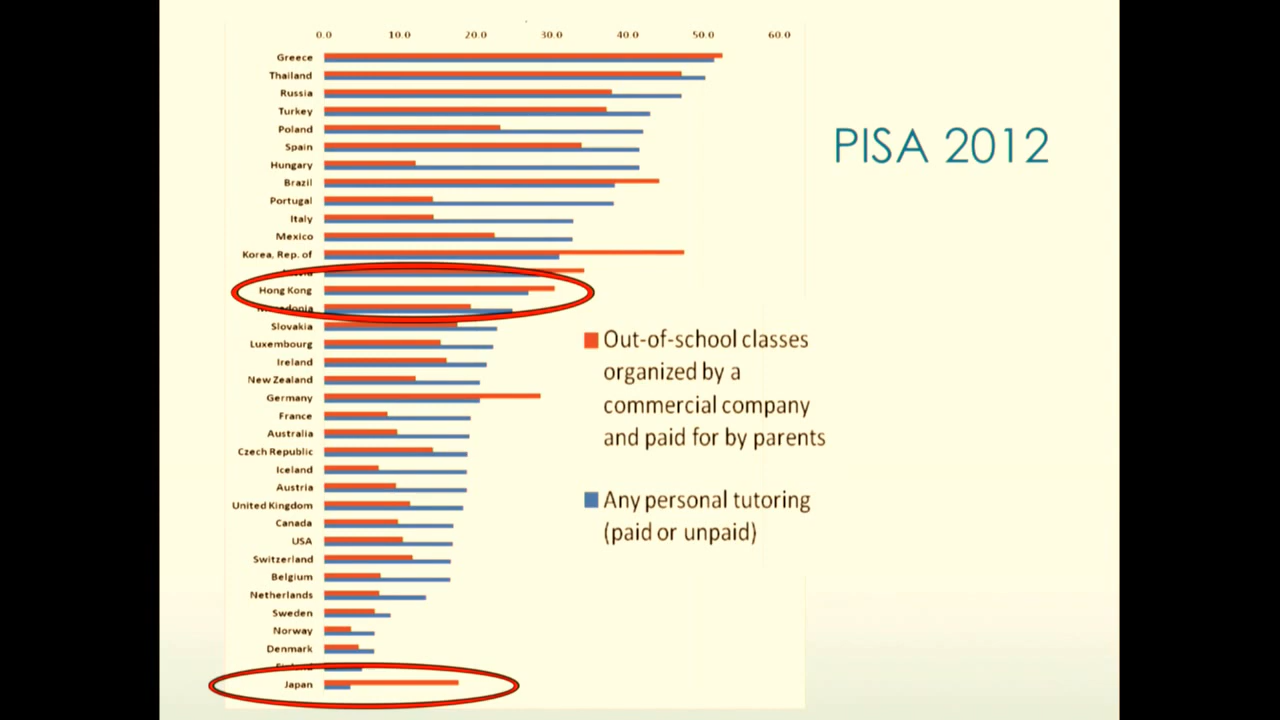 0.0 10.0 20.0 30.0 40.0 50.0 60.0
Greece
Thailand
Russia
Turkey
Poland
Spain
Hungary
Brazil
Portugal
Italy
Mexico
Korea, Rep. of
Hong Kong
Macedonia
Slovakia
Luxembourg
Ireland
New Zealand
Germany
France
Australia
Czech Republic
Iceland
Austria
United Kingdom
Canada
USA
Switzerland
Belgium
Netherlands
Sweden
Norway
Denmark
Finland
Japan
PISA 2012
Out-of-school classes
organized by a
commercial company
and paid for by parents
Any personal tutoring
(paid or unpaid)